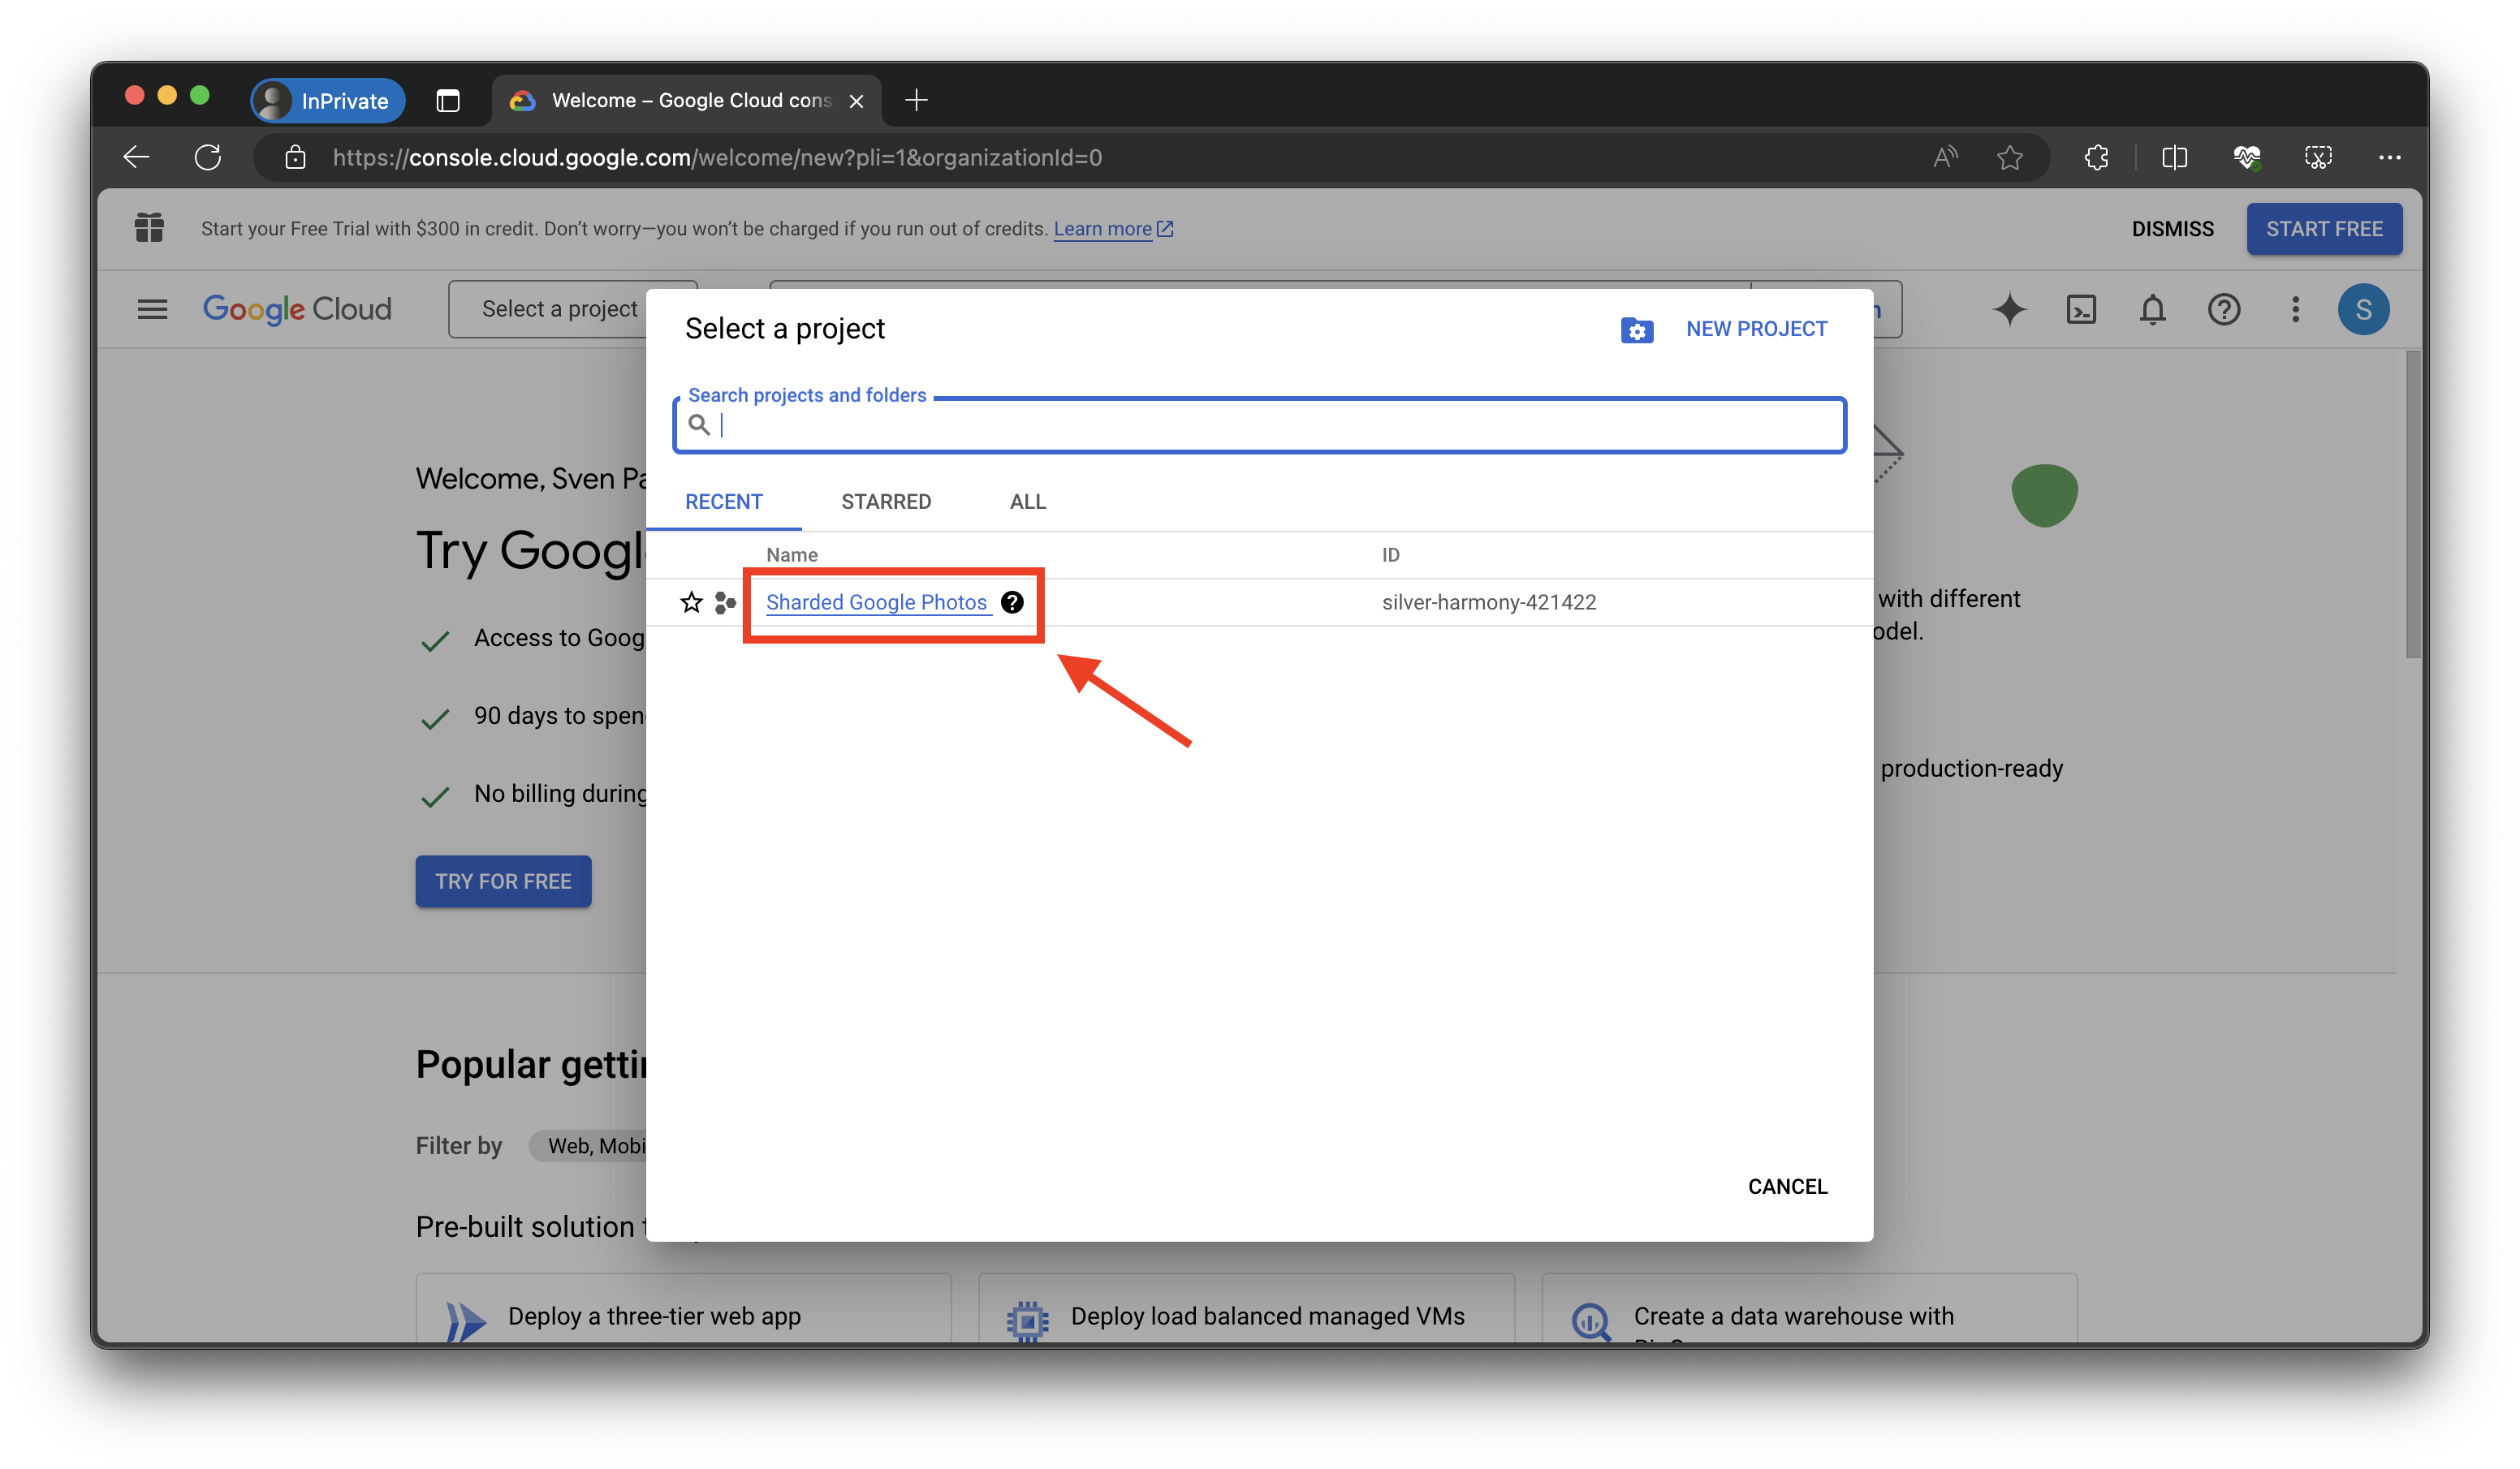 InPrivate
Welcome – Google Cloud cons
https://console.cloud.google.com/welcome/new?pli=1&organizationId=0
Start your Free Trial with $300 in credit. Don’t worry—you won’t be charged if you run out of credits. Learn more
DISMISS
START FREE
Google Cloud
Select a project
S
Select a project
NEW PROJECT
Search projects and folders
RECENT
STARRED
ALL
Name
ID
Sharded Google Photos
silver-harmony-421422
CANCEL
Welcome, Sven Pa
Try Googl
Access to Goog
90 days to spen
No billing during
TRY FOR FREE
with different
odel.
production-ready
Popular gettin
Filter by
Web, Mobi
Pre-built solution
Deploy a three-tier web app
Deploy load balanced managed VMs
Create a data warehouse with